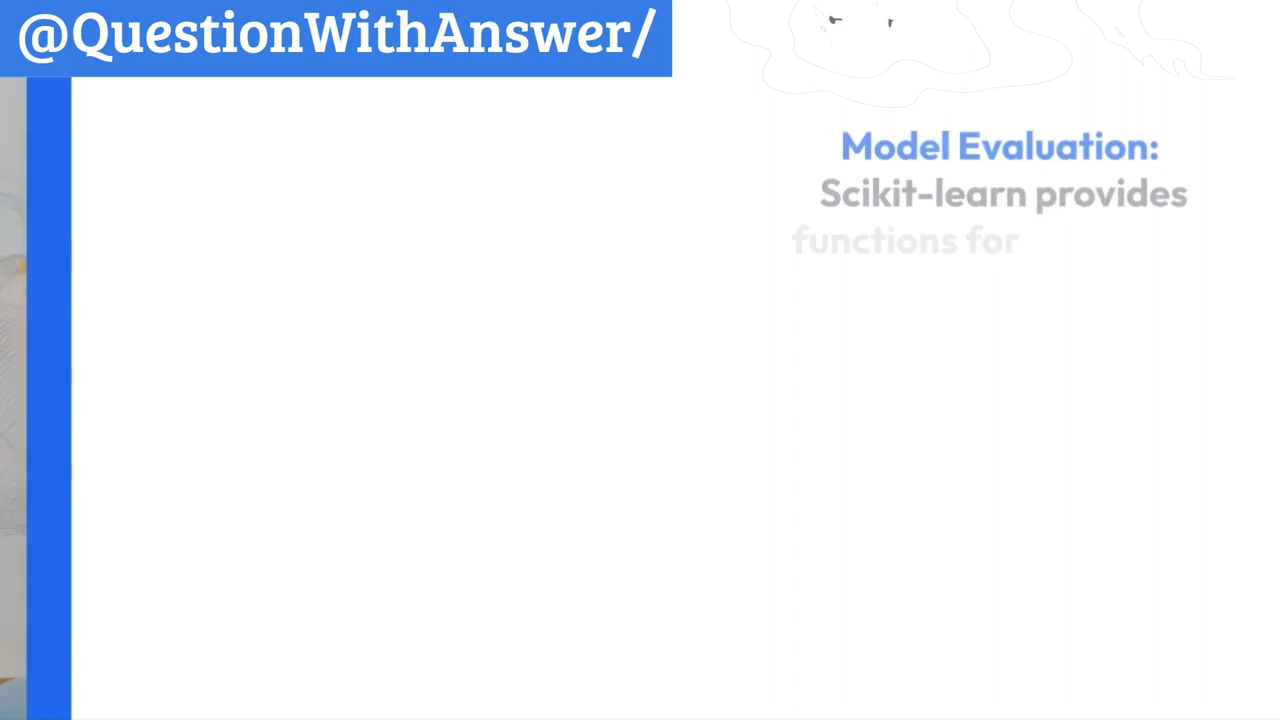 @QuestionWithAnswer/
Model Evaluation:
Scikit-learn provides
functions for